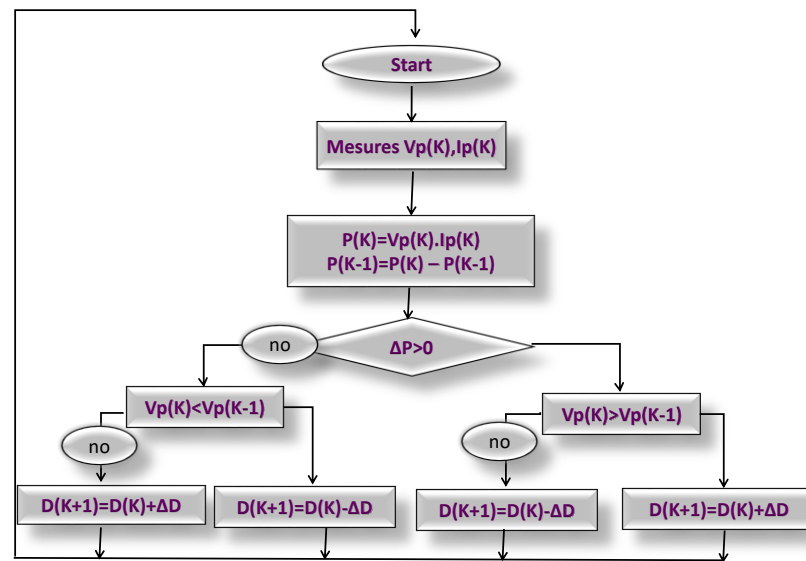 Start
Mesures Vp(K),Ip(K)
P(K)=Vp(K).Ip(K)
P(K-1)=P(K) – P(K-1)
no
ΔP>0
Vp(K)<Vp(K-1)
Vp(K)>Vp(K-1)
no
no
D(K+1)=D(K)+ΔD
D(K+1)=D(K)-ΔD
D(K+1)=D(K)-ΔD
D(K+1)=D(K)+ΔD